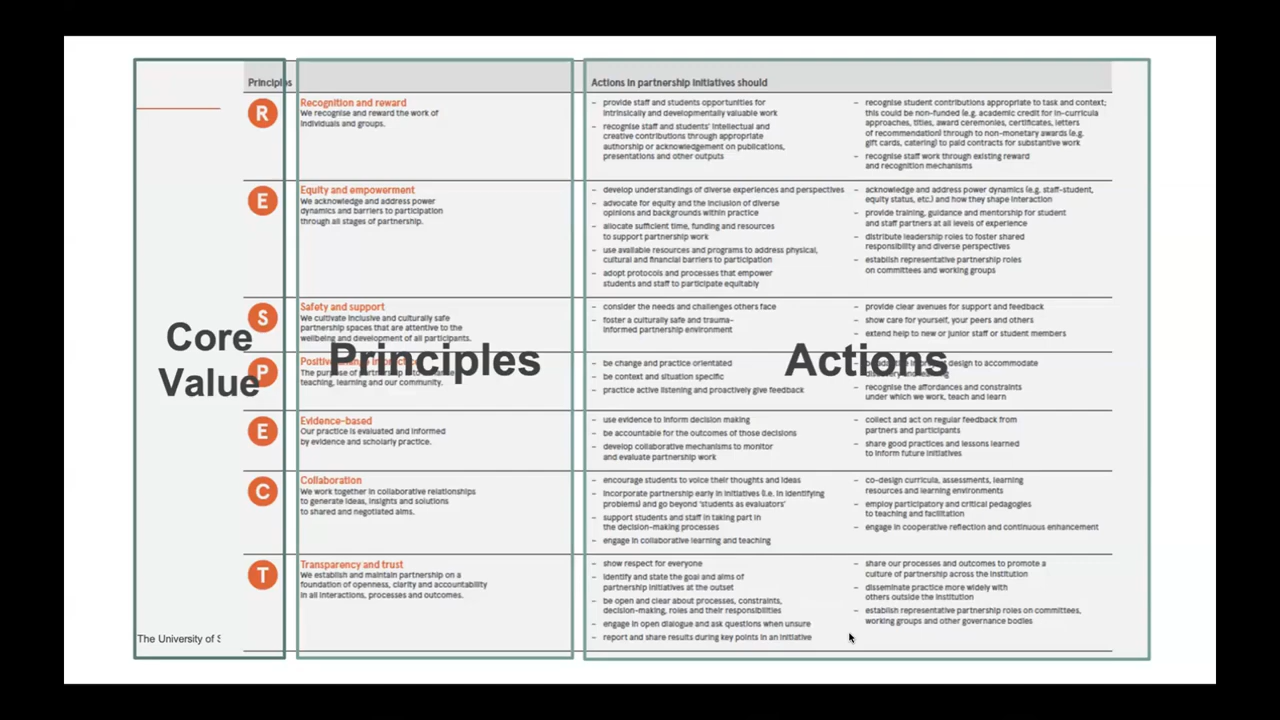 Principles
Actions in partnership initiatives should
R
Recognition and reward
We recognise and reward the work of
individuals and groups.
– provide staff and students opportunities for
intrinsically and developmentally valuable work
– recognise staff and students' intellectual and
creative contributions through appropriate
authorship or acknowledgement on publications,
presentations and other outputs
– recognise student contributions appropriate to task and context;
this could be non-funded (e.g. academic credit for in-curricula
approaches, titles, award ceremonies, certificates, letters
of recommendation) through to non-monetary awards (e.g.
gift cards, catering) to paid contracts for substantive work
– recognise staff work through existing reward
and recognition mechanisms
E
Equity and empowerment
We acknowledge and address power
dynamics and barriers to participation
through all stages of partnership.
– develop understandings of diverse experiences and perspectives
– advocate for equity and the inclusion of diverse
opinions and backgrounds within practice
– allocate sufficient time, funding and resources
to support partnership work
– use available resources and programs to address physical,
cultural and financial barriers to participation
– adopt protocols and processes that empower
students and staff to participate equitably
– acknowledge and address power dynamics (e.g. staff-student,
equity status, etc.) and how they shape interaction
– provide training, guidance and mentorship for student
and staff partners at all levels of experience
– distribute leadership roles to foster shared
responsibility and diverse perspectives
– establish representative partnership roles
on committees and working groups
S
Safety and support
We cultivate inclusive and culturally safe
partnership spaces that are attentive to the
wellbeing and development of all participants.
– consider the needs and challenges others face
– foster a culturally safe and trauma-
informed partnership environment
– provide clear avenues for support and feedback
– show care for yourself, your peers and others
– extend help to new or junior staff or student members
Core
Value
Principles
Actions
P
The purpose of
teaching, learning and our community.
– be change and practice orientated
– be context and situation specific
– practice active listening and proactively give feedback
design to accommodate
– recognise the affordances and constraints
under which we work, teach and learn
E
Evidence-based
Our practice is evaluated and informed
by evidence and scholarly practice.
– use evidence to inform decision making
– be accountable for the outcomes of those decisions
– develop collaborative mechanisms to monitor
and evaluate partnership work
– collect and act on regular feedback from
partners and participants
– share good practices and lessons learned
to inform future initiatives
C
Collaboration
We work together in collaborative relationships
to generate ideas, insights and solutions
to shared and negotiated aims.
– encourage students to voice their thoughts and ideas
– incorporate partnership early in initiatives (i.e. in identifying
problems) and go beyond 'students as evaluators'
– support students and staff in taking part in
the decision-making processes
– engage in collaborative learning and teaching
– co-design curricula, assessments, learning
resources and learning environments
– employ participatory and critical pedagogies
to teaching and facilitation
– engage in cooperative reflection and continuous enhancement
T
Transparency and trust
We establish and maintain partnership on a
foundation of openness, clarity and accountability
in all interactions, processes and outcomes.
– show respect for everyone
– identify and state the goal and aims of
partnership initiatives at the outset
– be open and clear about processes, constraints,
decision-making, roles and their responsibilities
– engage in open dialogue and ask questions when unsure
– report and share results during key points in an initiative
– share our processes and outcomes to promote a
culture of partnership across the institution
– disseminate practice more widely with
others outside the institution
– establish representative partnership roles on committees,
working groups and other governance bodies
The University of